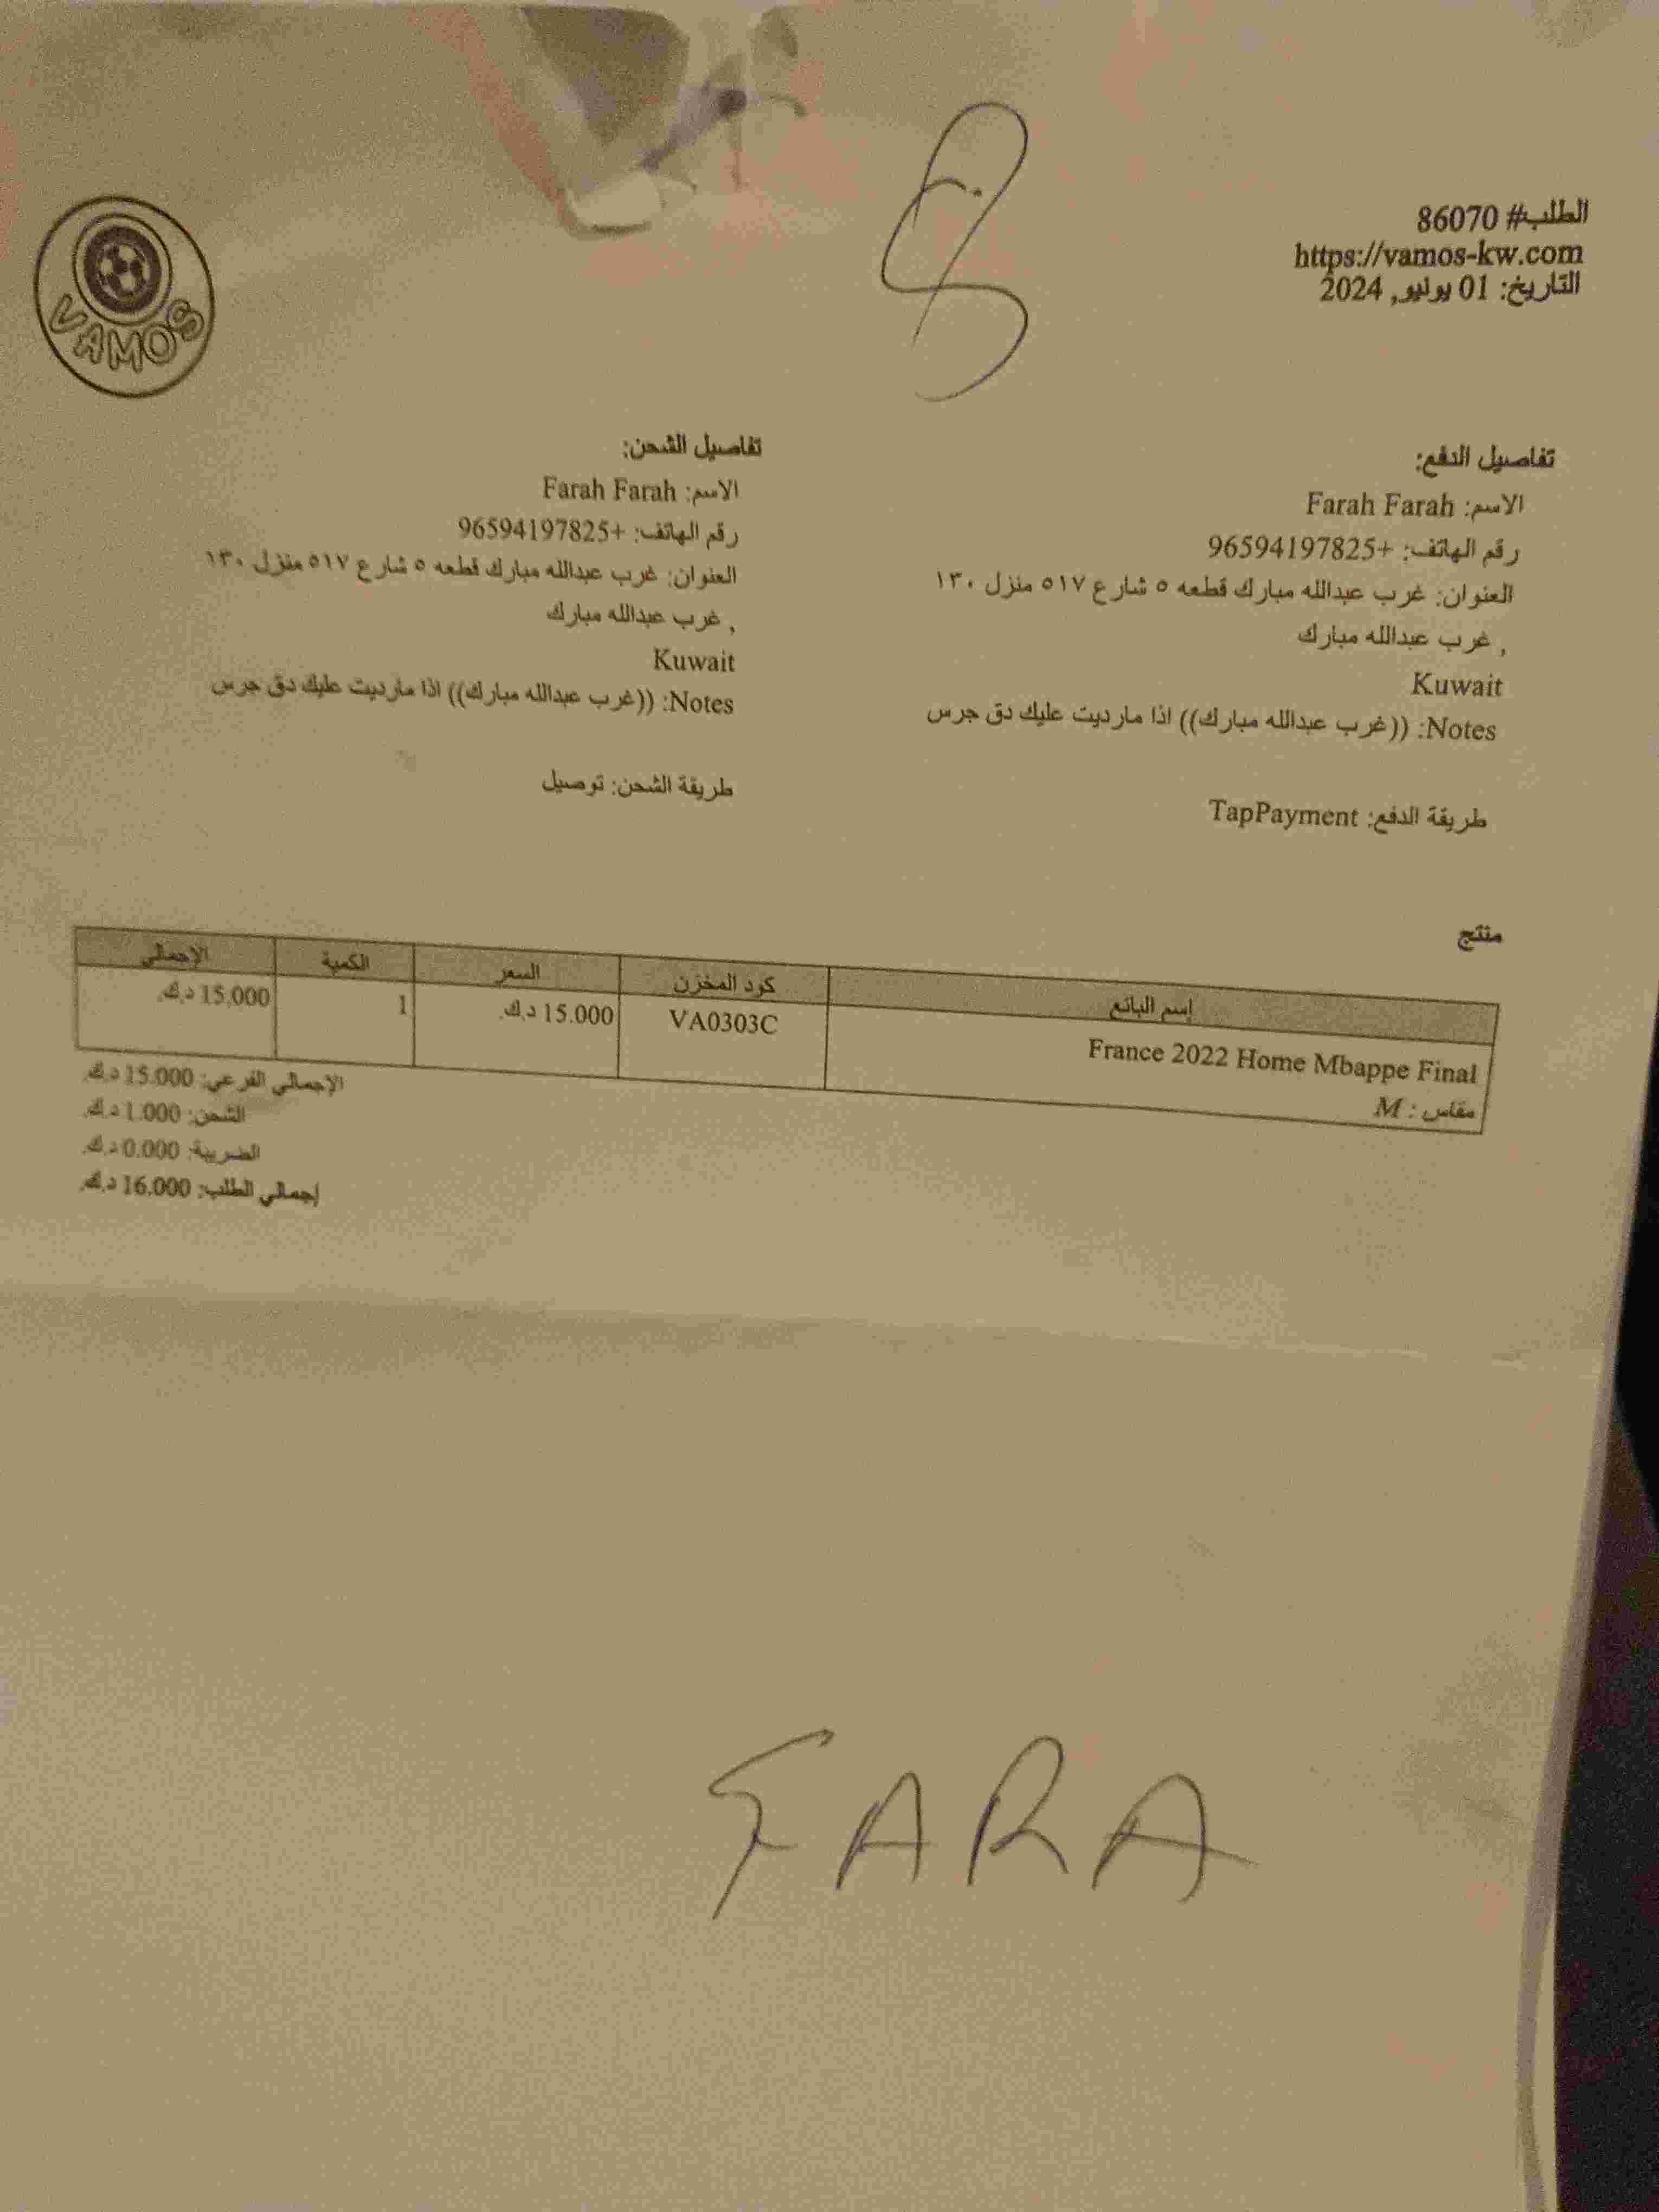 الطلب# 86070
https://vamos-kw.com
التاريخ: 01 يونيو, 2024
VAMOS
تفاصيل الدفع:
الاسم: Farah Farah
رقم الهاتف: +96594197825
العنوان: غرب عبدالله مبارك قطعه ٥ شارع ٥١٧ منزل ١٣٠
, غرب عبدالله مبارك
Kuwait
Notes: ((غرب عبدالله مبارك)) اذا مارديت عليك دق جرس
طريقة الدفع: TapPayment
تفاصيل الشحن:
الاسم: Farah Farah
رقم الهاتف: +96594197825
العنوان: غرب عبدالله مبارك قطعه ٥ شارع ٥١٧ منزل ١٣٠
, غرب عبدالله مبارك
Kuwait
Notes: ((غرب عبدالله مبارك)) اذا مارديت عليك دق جرس
طريقة الشحن: توصيل
منتج
إسم البائع كود المخزن السعر الكمية الإجمالي
France 2022 Home Mbappe Final VA0303C 15.000 د.ك. 1 15.000 د.ك.
مقاس : M
الإجمالي الفرعي: 15.000 د.ك.
الشحن: 1.000 د.ك.
الضريبة: 0.000 د.ك.
إجمالي الطلب: 16.000 د.ك.
FARA